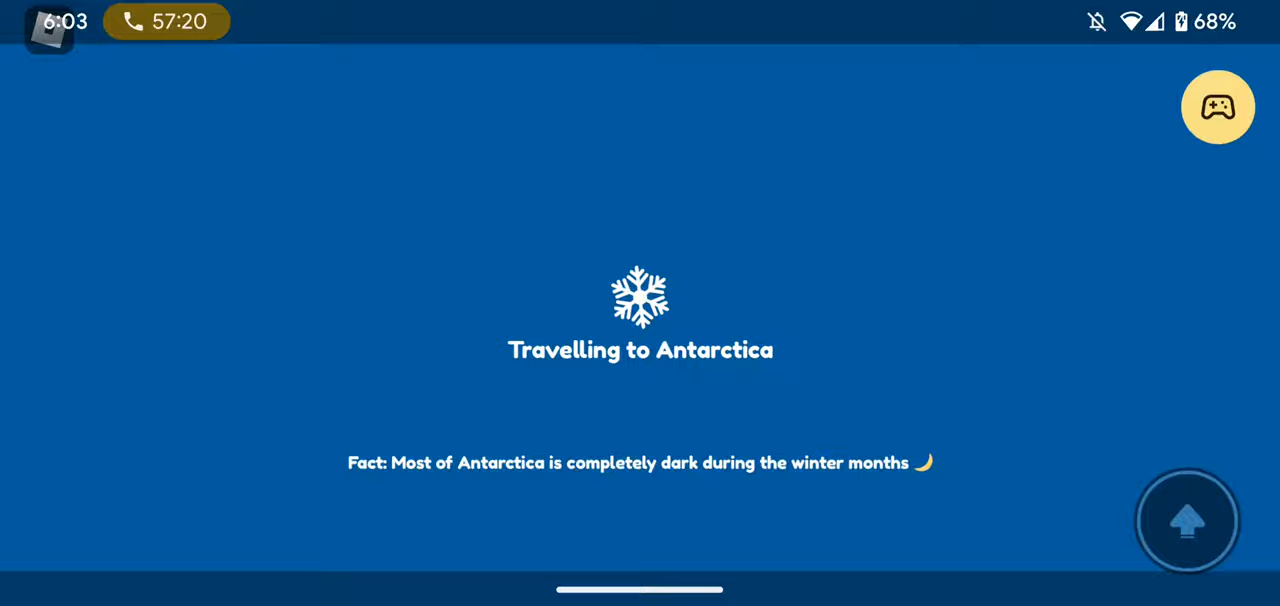 6:03 57:20 68%
Travelling to Antarctica
Fact: Most of Antarctica is completely dark during the winter months 🌙